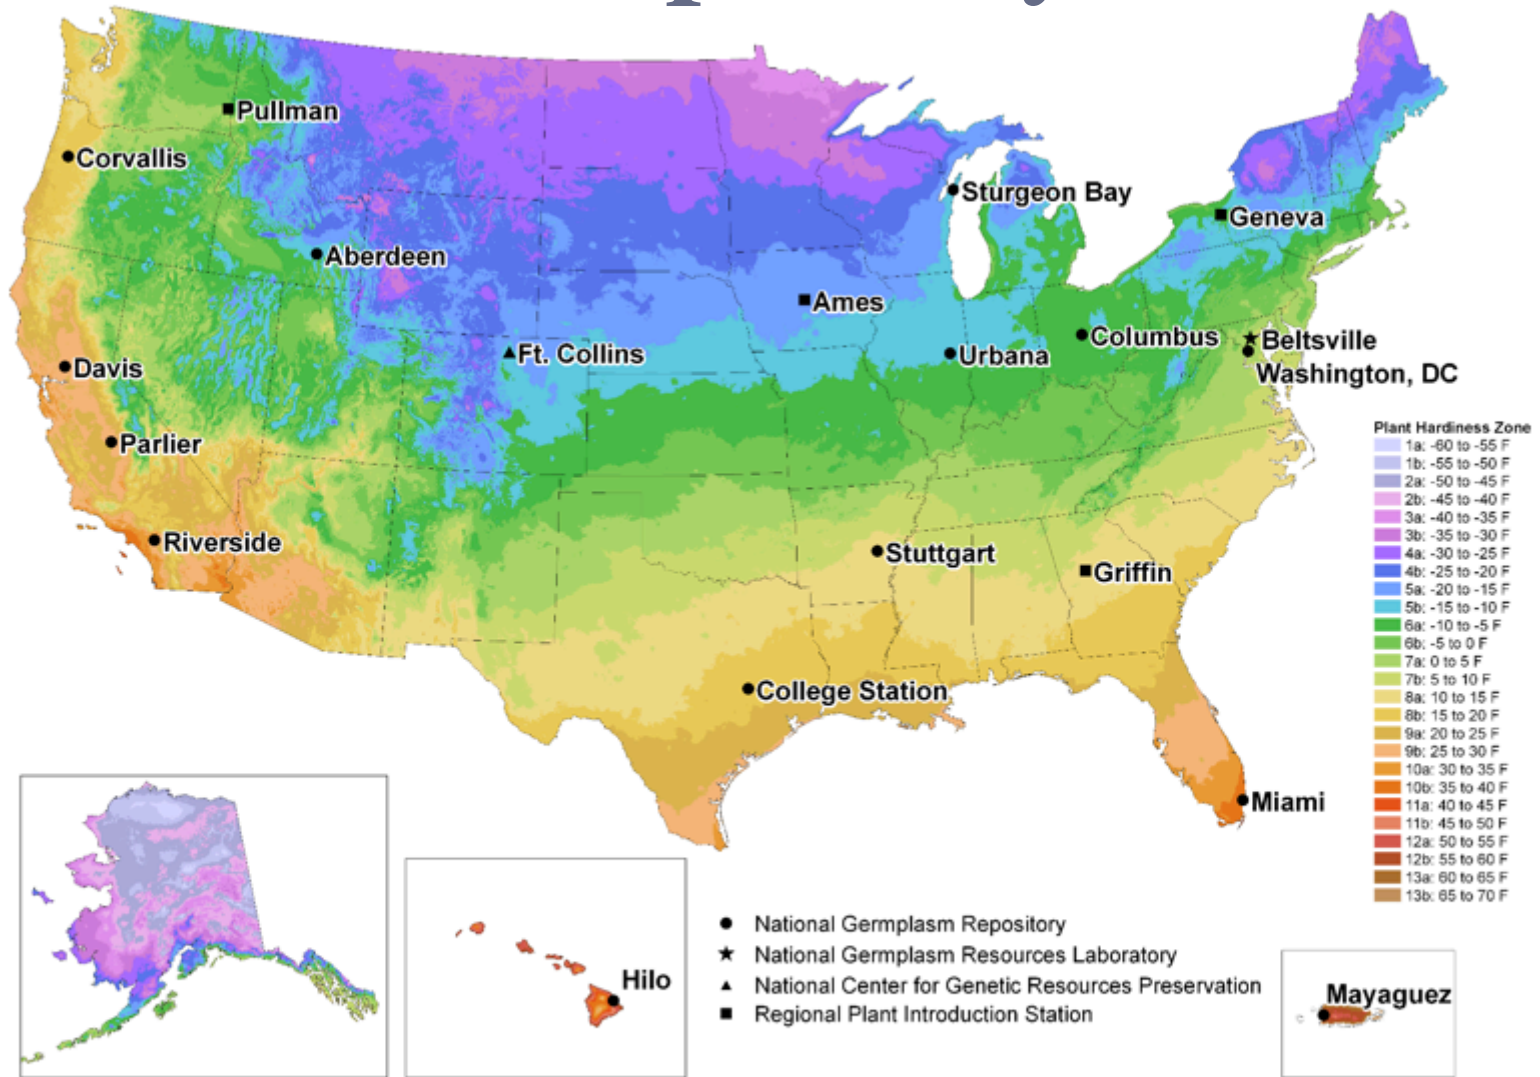 Pullman
Corvallis
Sturgeon Bay
Geneva
Aberdeen
Ames
Columbus
Beltsville
Ft. Collins
Urbana
Washington, DC
Davis
Parlier
Riverside
Stuttgart
Griffin
College Station
Miami
Plant Hardiness Zone
1a: -60 to -55 F
1b: -55 to -50 F
2a: -50 to -45 F
2b: -45 to -40 F
3a: -40 to -35 F
3b: -35 to -30 F
4a: -30 to -25 F
4b: -25 to -20 F
5a: -20 to -15 F
5b: -15 to -10 F
6a: -10 to -5 F
6b: -5 to 0 F
7a: 0 to 5 F
7b: 5 to 10 F
8a: 10 to 15 F
8b: 15 to 20 F
9a: 20 to 25 F
9b: 25 to 30 F
10a: 30 to 35 F
10b: 35 to 40 F
11a: 40 to 45 F
11b: 45 to 50 F
12a: 50 to 55 F
12b: 55 to 60 F
13a: 60 to 65 F
13b: 65 to 70 F
Hilo
National Germplasm Repository
National Germplasm Resources Laboratory
National Center for Genetic Resources Preservation
Regional Plant Introduction Station
Mayaguez